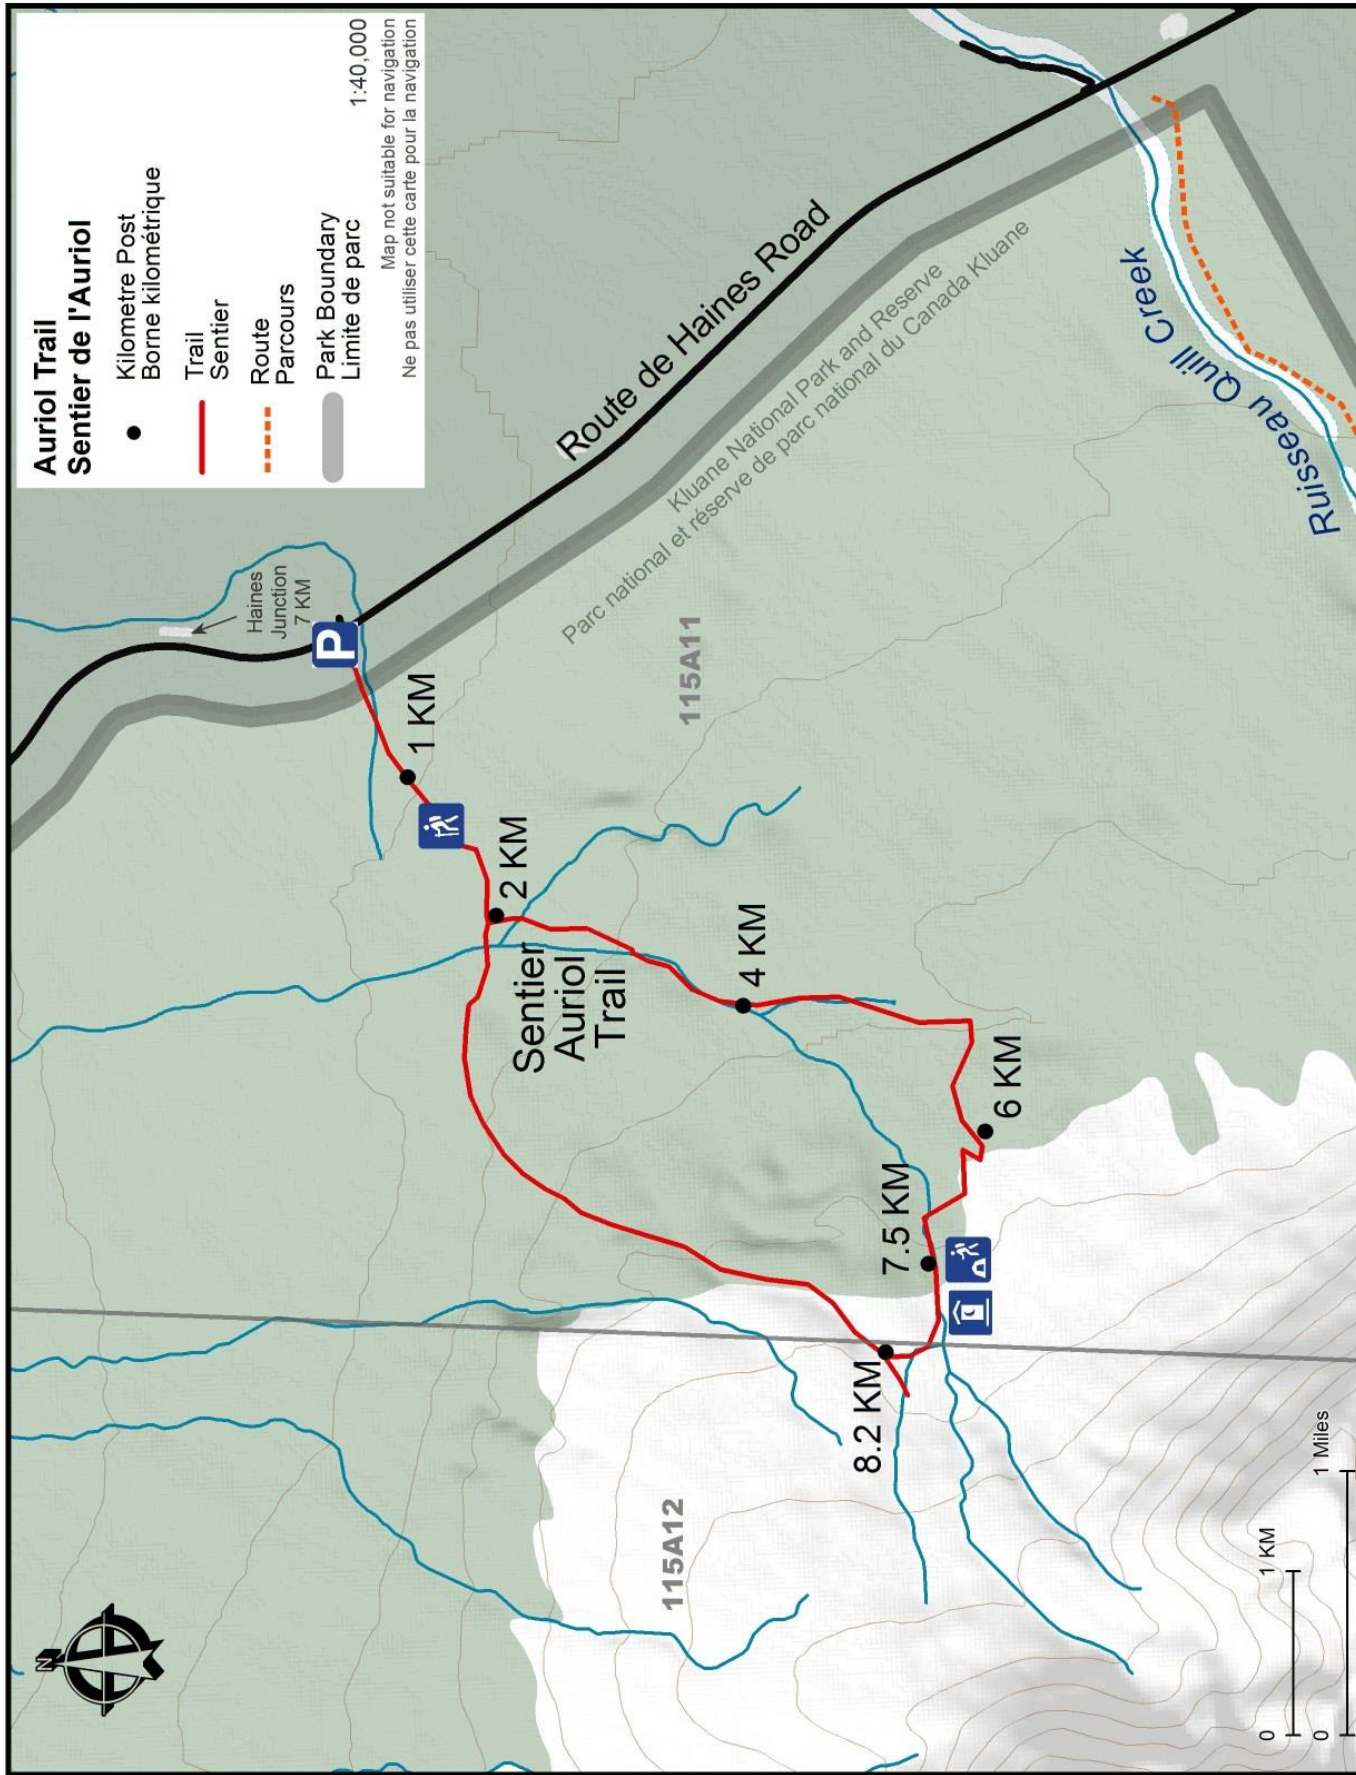 Auriol Trail
Sentier de l'Auriol
Kilometre Post
Borne kilométrique
Trail
Sentier
Route
Parcours
Park Boundary
Limite de parc
1:40,000
Map not suitable for navigation
Ne pas utiliser cette carte pour la navigation
Haines
Junction
7 KM
P
1 KM
2 KM
Sentier
Auriol
Trail
4 KM
6 KM
7.5 KM
8.2 KM
Route de Haines Road
Kluane National Park and Reserve
Parc national et réserve de parc national du Canada Kluane
Ruisseau Quill Creek
115A11
115A12
N
0 1 KM
0 1 Miles